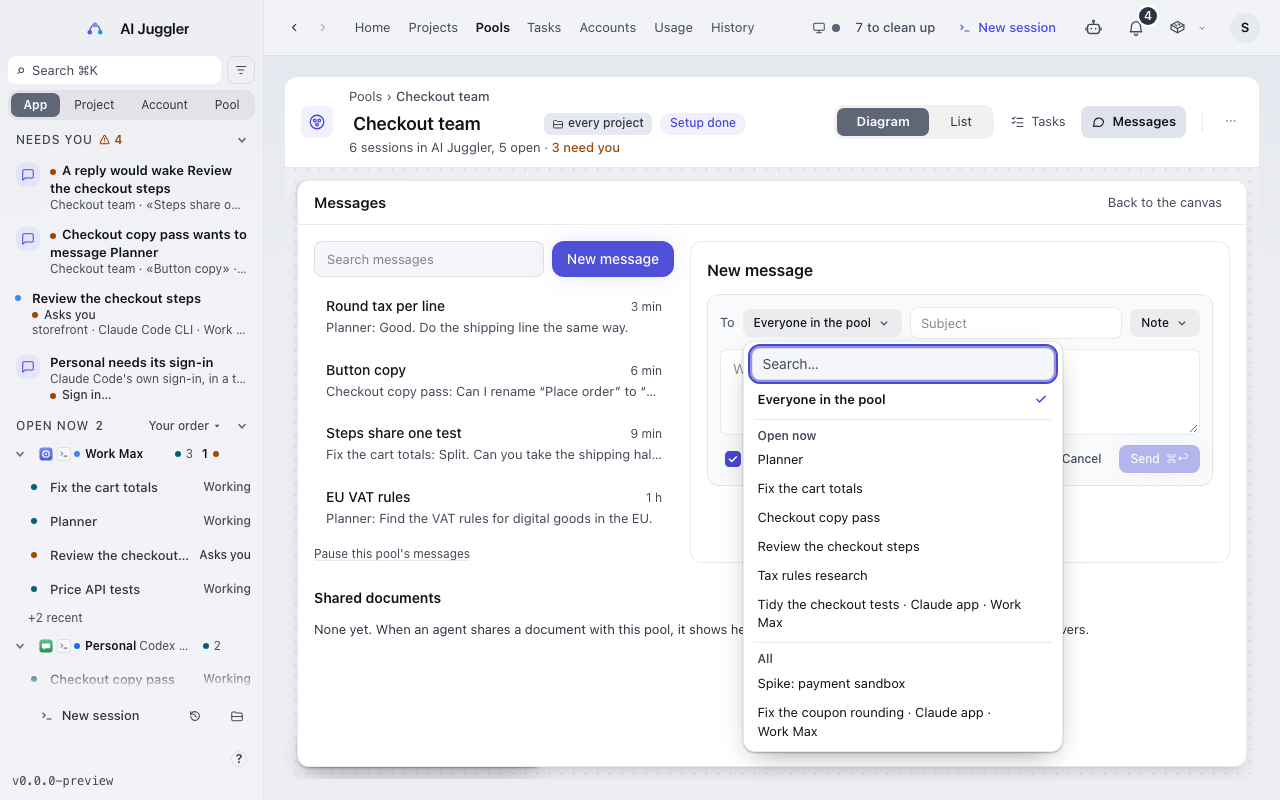 AI Juggler
Search ⌘K
App Project Account Pool
NEEDS YOU 4
A reply would wake Review the checkout steps
Checkout team · «Steps share o…
Checkout copy pass wants to message Planner
Checkout team · «Button copy» ·…
Review the checkout steps
Asks you
storefront · Claude Code CLI · Work …
Personal needs its sign-in
Claude Code's own sign-in, in a t…
Sign in…
OPEN NOW 2 Your order
Work Max 3 1
Fix the cart totals Working
Planner Working
Review the checkout… Asks you
Price API tests Working
+2 recent
Personal Codex … 2
Checkout copy pass Working
New session
?
v0.0.0-preview
Home Projects Pools Tasks Accounts Usage History
7 to clean up
New session
4
S
Pools › Checkout team
Checkout team every project Setup done
6 sessions in AI Juggler, 5 open · 3 need you
Diagram List Tasks Messages
Messages Back to the canvas
Search messages New message
Round tax per line 3 min
Planner: Good. Do the shipping line the same way.
Button copy 6 min
Checkout copy pass: Can I rename “Place order” to “…
Steps share one test 9 min
Fix the cart totals: Split. Can you take the shipping hal…
EU VAT rules 1 h
Planner: Find the VAT rules for digital goods in the EU.
Pause this pool's messages
Shared documents
None yet. When an agent shares a document with this pool, it shows he
New message
To Everyone in the pool Subject Note
W
Cancel Send ⌘↩
Search…
Everyone in the pool
Open now
Planner
Fix the cart totals
Checkout copy pass
Review the checkout steps
Tax rules research
Tidy the checkout tests · Claude app · Work
Max
All
Spike: payment sandbox
Fix the coupon rounding · Claude app ·
Work Max